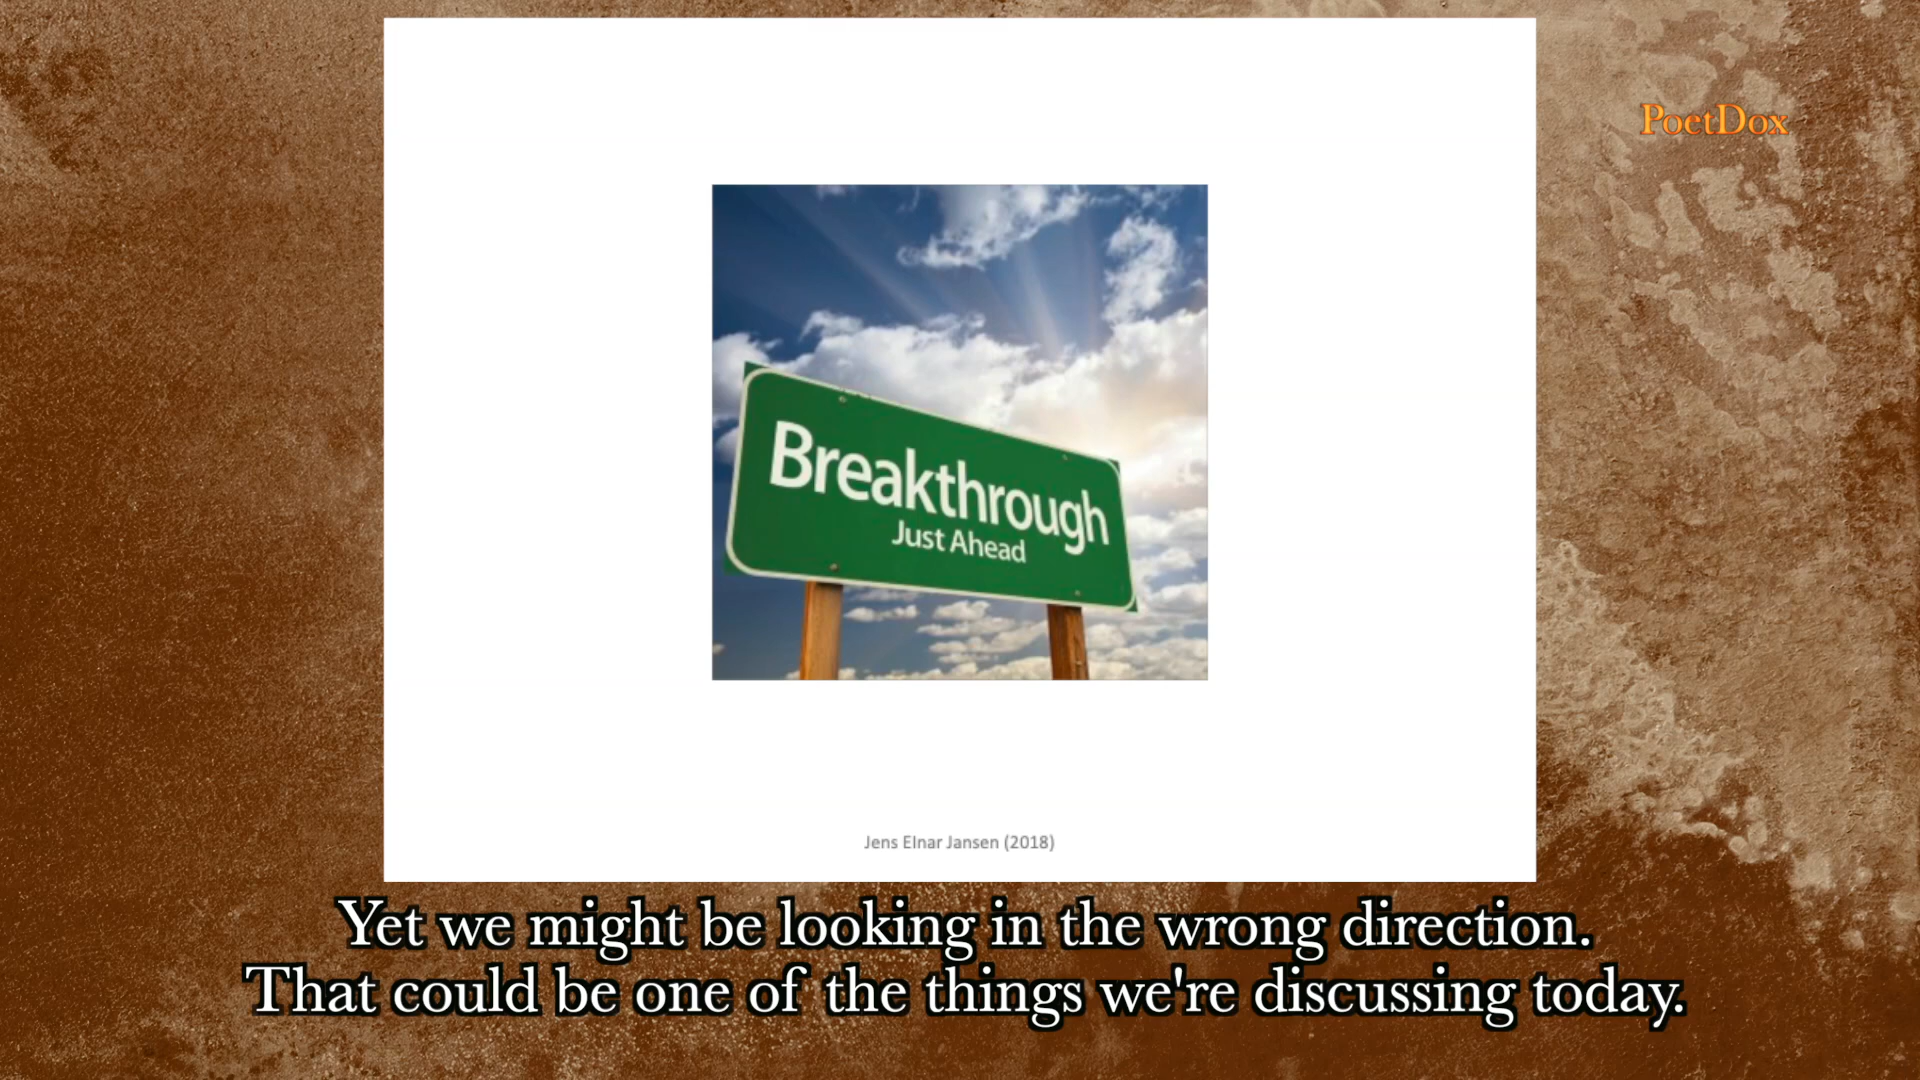 PoetDox
Breakthrough
Just Ahead
Jens EInar Jansen (2018)
Yet we might be looking in the wrong direction.
That could be one of the things we're discussing today.